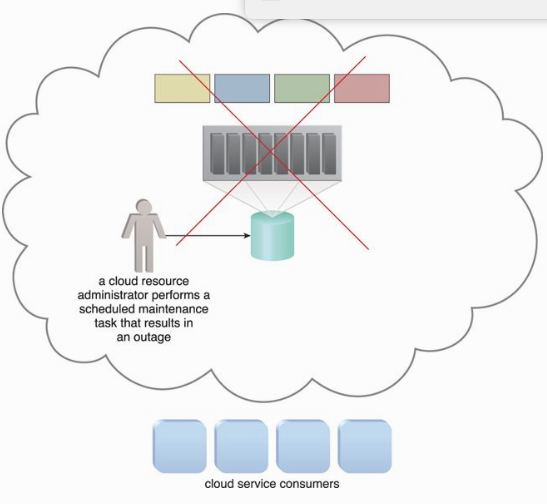 a cloud resource
administrator performs a
scheduled maintenance
task that results in
an outage
cloud service consumers